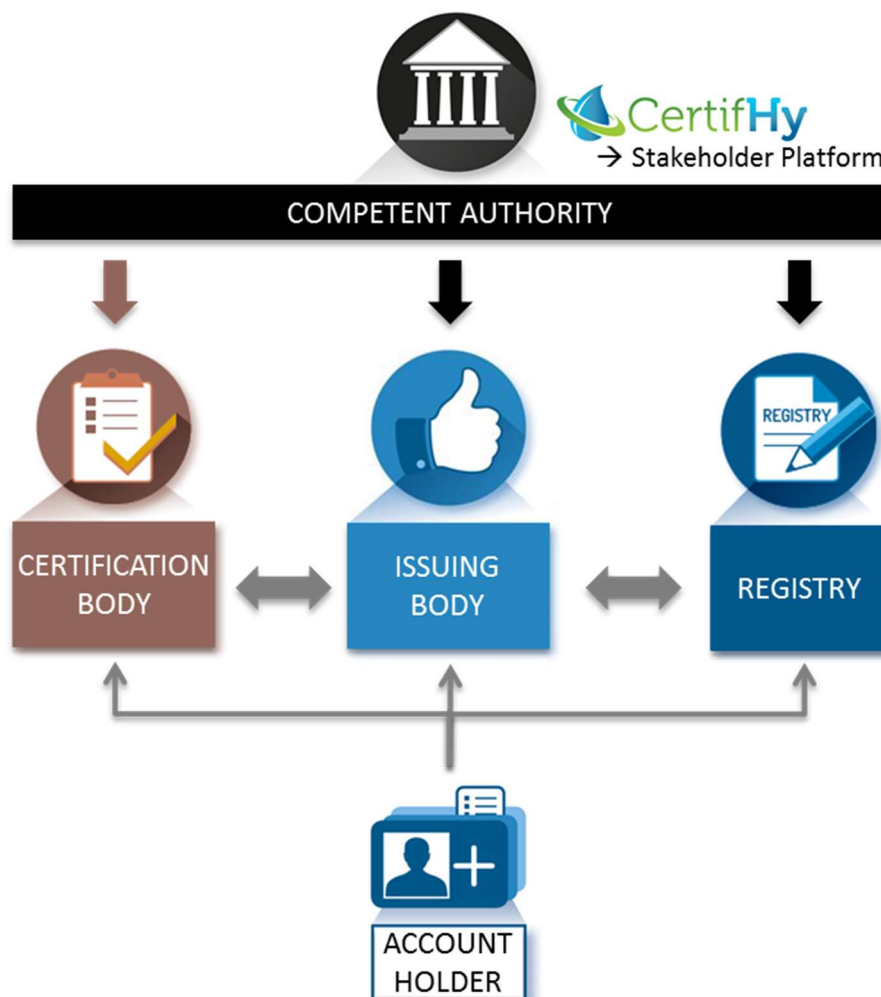 CertifHy
→ Stakeholder Platform
COMPETENT AUTHORITY
REGISTRY
CERTIFICATION
BODY
ISSUING
BODY
REGISTRY
ACCOUNT
HOLDER